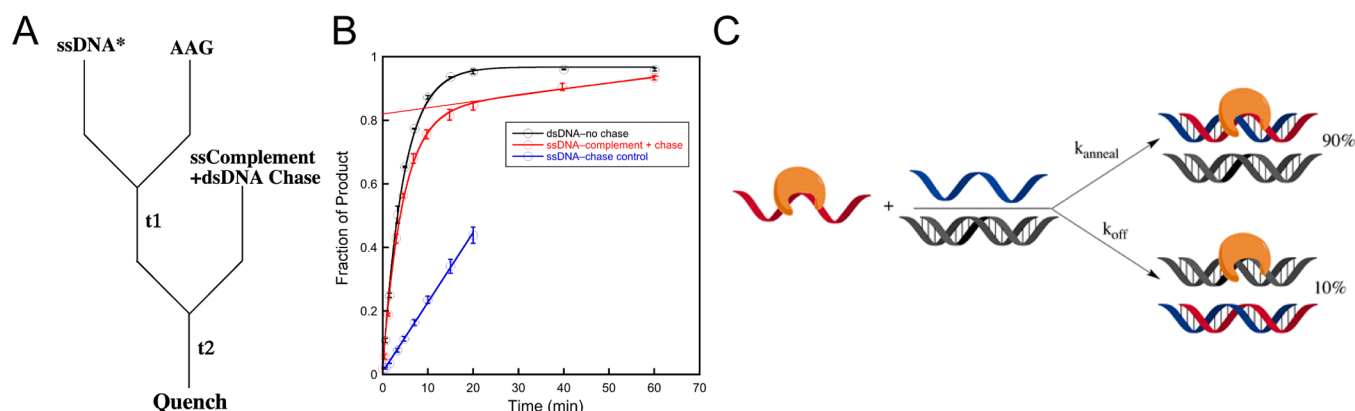 A
ssDNA*
AAG
ssComplement
+dsDNA Chase
t1
t2
Quench
B
Fraction of Product
1
0.8
0.6
0.4
0.2
0
dsDNA–no chase
ssDNA–complement + chase
ssDNA–chase control
0 10 20 30 40 50 60 70
Time (min)
C
+
kanneal
90%
koff
10%